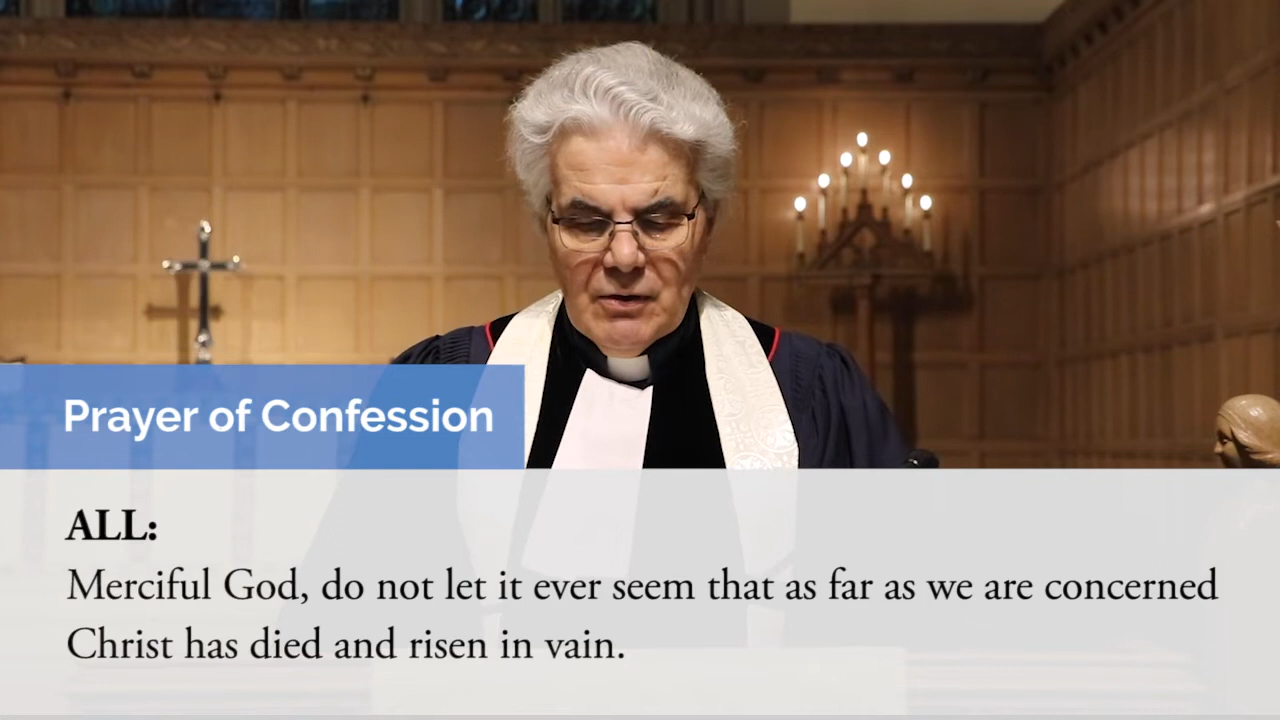 Prayer of Confession
ALL:
Merciful God, do not let it ever seem that as far as we are concerned
Christ has died and risen in vain.